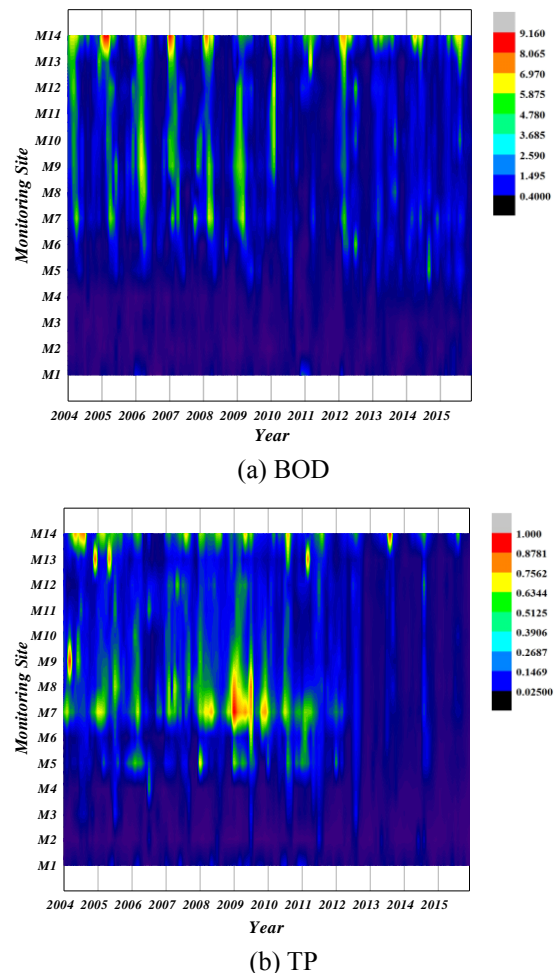 M14
M13
M12
M11
M10
M9
M8
M7
M6
M5
M4
M3
M2
M1
Monitoring Site
2004 2005 2006 2007 2008 2009 2010 2011 2012 2013 2014 2015
Year
9.160
8.065
6.970
5.875
4.780
3.685
2.590
1.495
0.4000
(a) BOD
M14
M13
M12
M11
M10
M9
M8
M7
M6
M5
M4
M3
M2
M1
Monitoring Site
2004 2005 2006 2007 2008 2009 2010 2011 2012 2013 2014 2015
Year
1.000
0.8781
0.7562
0.6344
0.5125
0.3906
0.2687
0.1469
0.02500
(b) TP